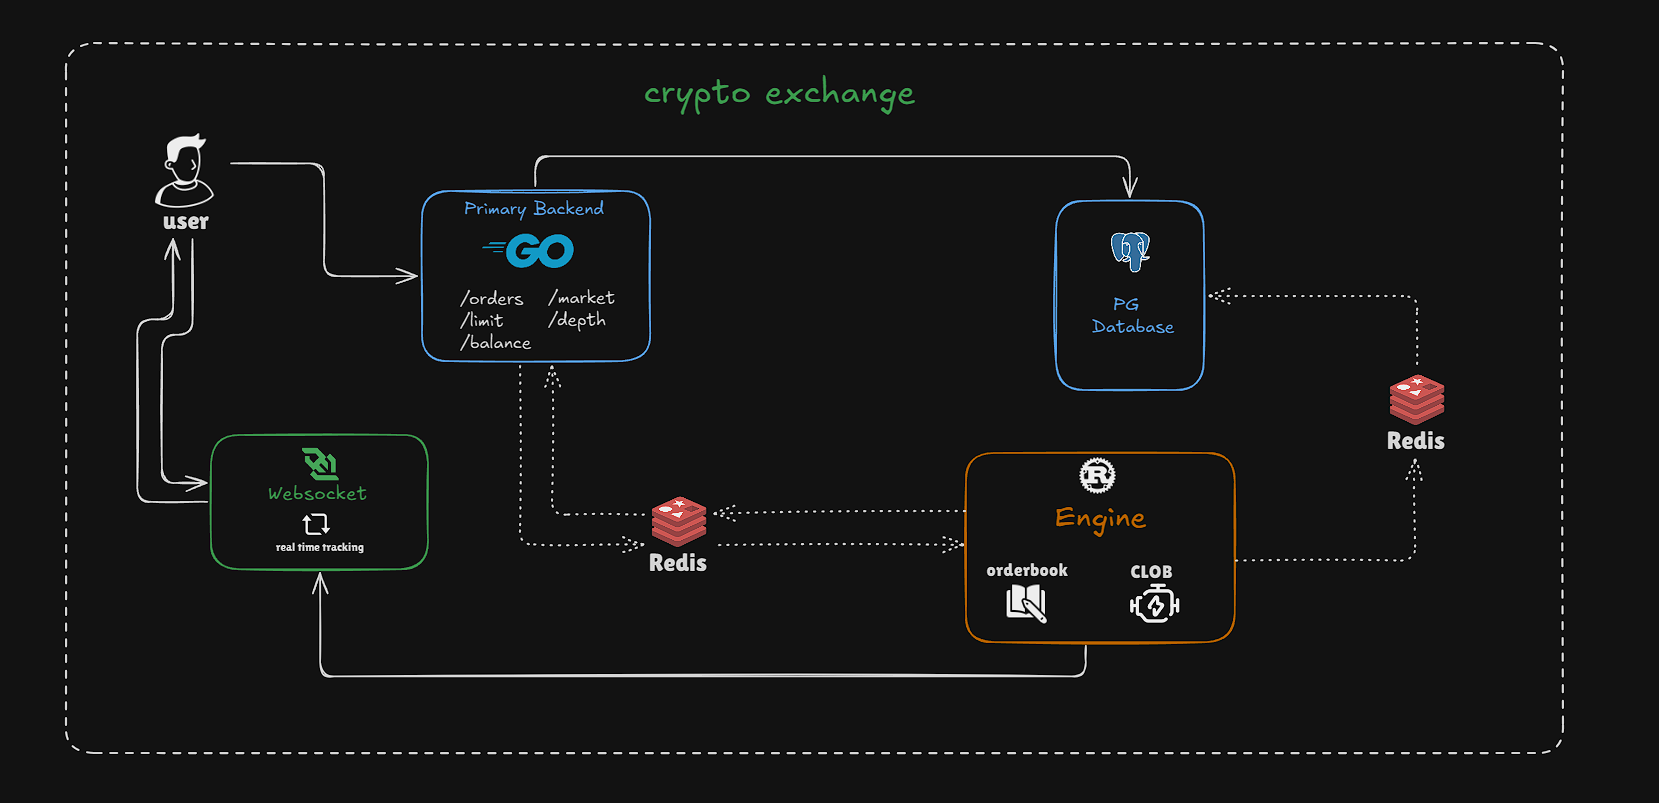 crypto exchange
user
Primary Backend
GO
/orders /market
/limit /depth
/balance
PG
Database
Redis
Websocket
real time tracking
Redis
R
Engine
orderbook CLOB